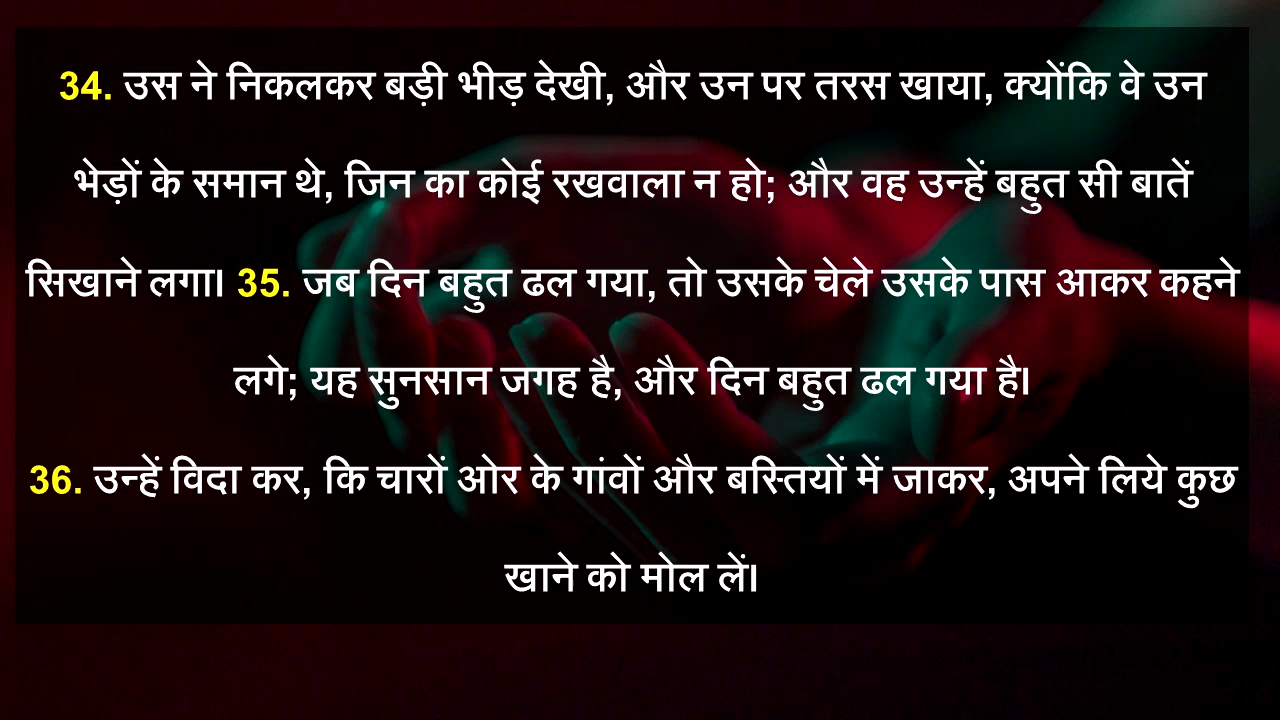 34. उस ने निकलकर बड़ी भीड़ देखी, और उन पर तरस खाया, क्योंकि वे उन
भेड़ों के समान थे, जिन का कोई रखवाला न हो; और वह उन्हें बहुत सी बातें
सिखाने लगा। 35. जब दिन बहुत ढल गया, तो उसके चेले उसके पास आकर कहने
लगे; यह सुनसान जगह है, और दिन बहुत ढल गया है।
36. उन्हें विदा कर, कि चारों ओर के गांवों और बस्तियों में जाकर, अपने लिये कुछ
खाने को मोल लें।